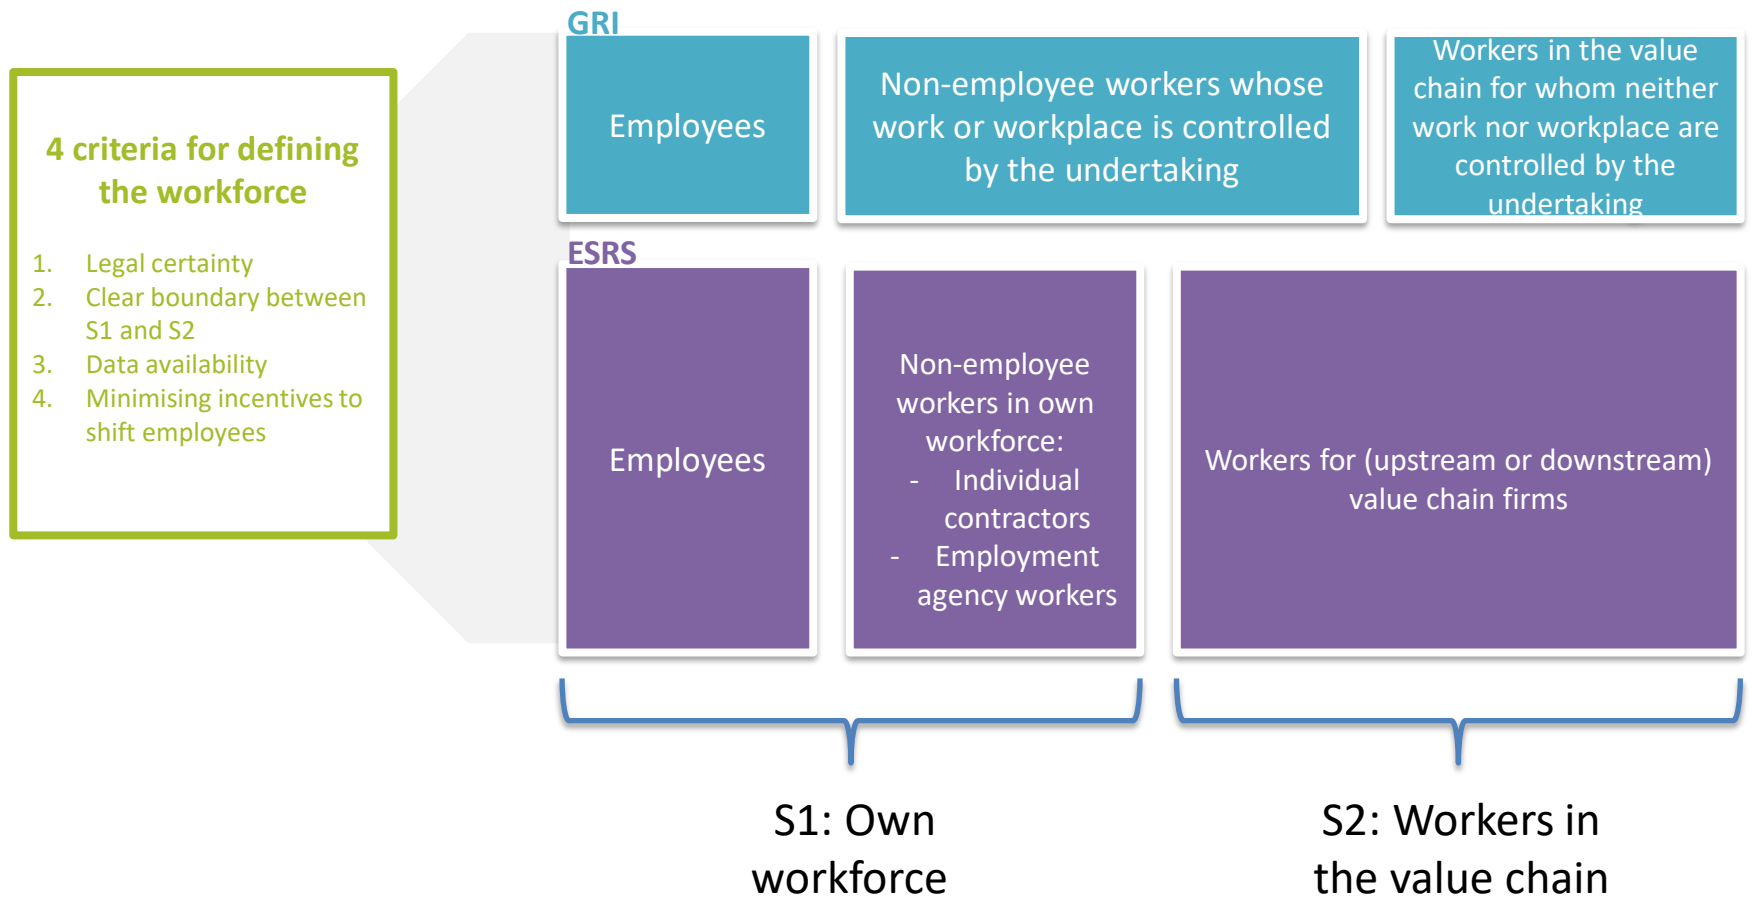 4 criteria for defining
the workforce
1. Legal certainty
2. Clear boundary between
S1 and S2
3. Data availability
4. Minimising incentives to
shift employees
GRI
Employees
Non-employee workers whose
work or workplace is controlled
by the undertaking
Workers in the value
chain for whom neither
work nor workplace are
controlled by the
undertaking
ESRS
Employees
Non-employee
workers in own
workforce:
- Individual
contractors
- Employment
agency workers
Workers for (upstream or downstream)
value chain firms
S1: Own
workforce
S2: Workers in
the value chain